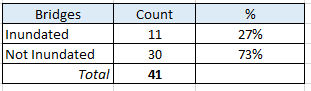 Bridges Count %
Inundated 11 27%
Not Inundated 30 73%
Total 41